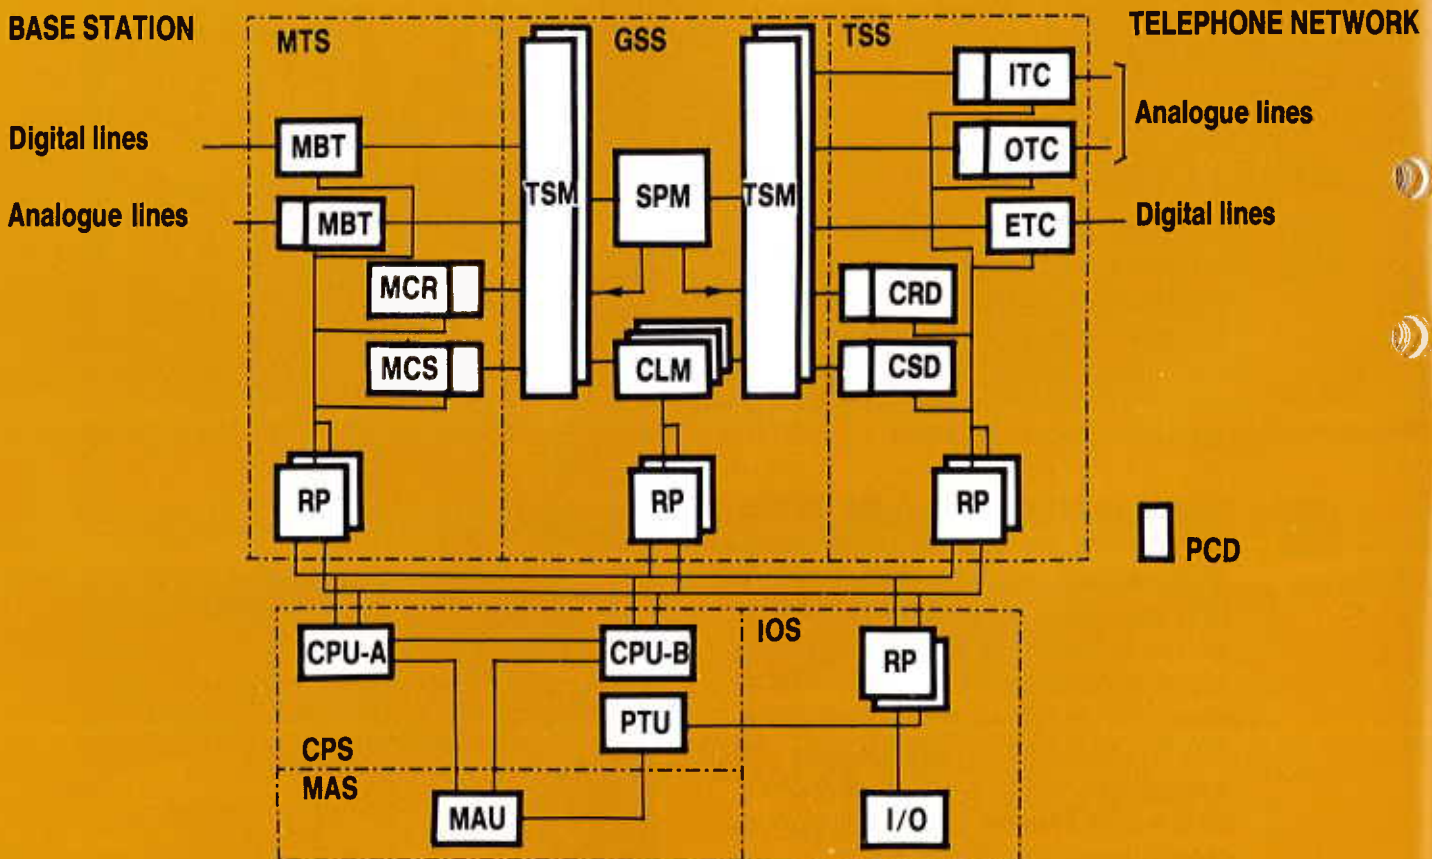 BASE STATION
TELEPHONE NETWORK
MTS
GSS
TSS
ITC
Analogue lines
Digital lines
MBT
OTC
TSM
SPM
TSM
Analogue lines
MBT
ETC
Digital lines
MCR
CRD
MCS
CLM
CSD
RP
RP
RP
PCD
CPU-A
CPU-B
IOS
RP
PTU
CPS
MAS
MAU
I/O